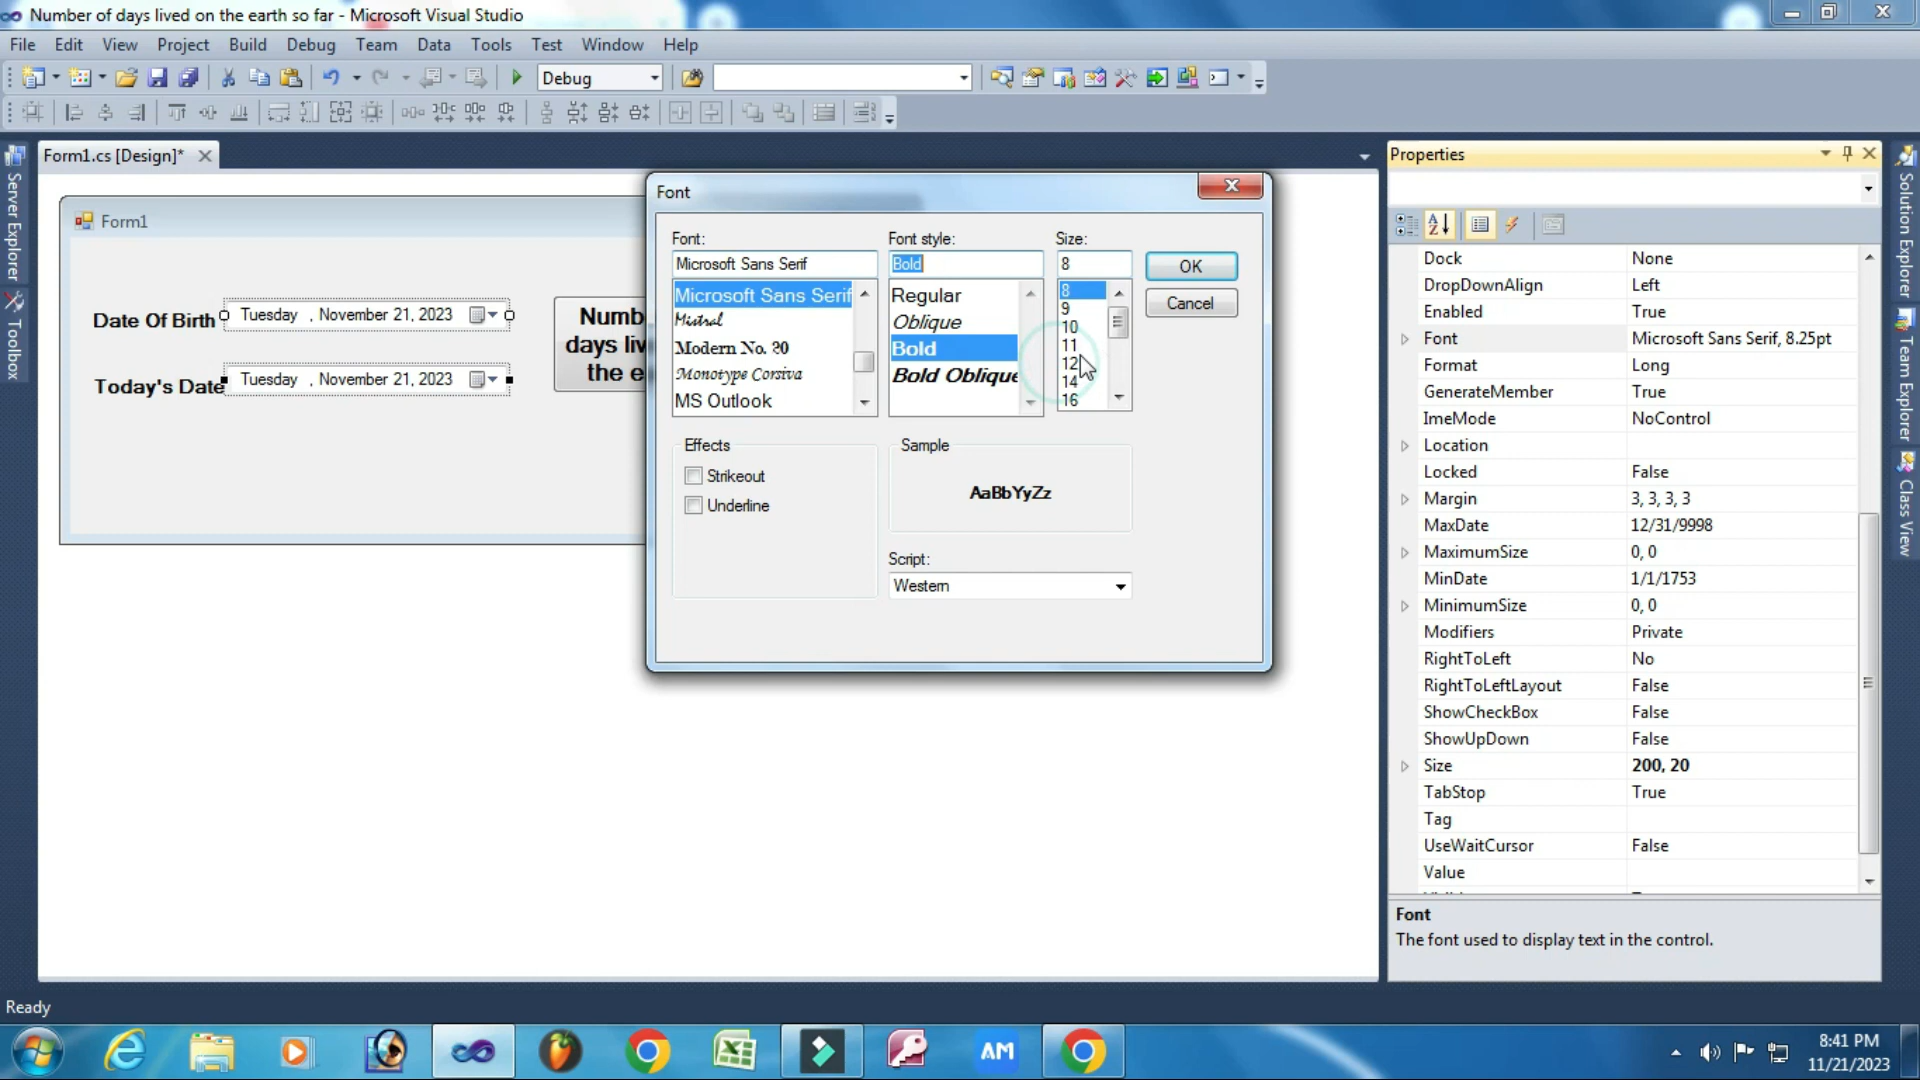 Number of days lived on the earth so far - Microsoft Visual Studio
File Edit View Project Build Debug Team Data Tools Test Window Help
Debug
Form1.cs [Design]*
Server Explorer
Toolbox
Form1
Date Of Birth
Tuesday , November 21, 2023
Today's Date
Tuesday , November 21, 2023
Numb
days liv
the e
Font
Font:
Font style:
Size:
Microsoft Sans Serif
Bold
8
OK
Cancel
Microsoft Sans Serif
Mistral
Modern No. 20
Monotype Corsiva
MS Outlook
Regular
Oblique
Bold
Bold Oblique
8
9
10
11
12
14
16
Effects
Strikeout
Underline
Sample
AaBbYyZz
Script:
Western
Properties
Dock None
DropDownAlign Left
Enabled True
Font Microsoft Sans Serif, 8.25pt
Format Long
GenerateMember True
ImeMode NoControl
Location
Locked False
Margin 3, 3, 3, 3
MaxDate 12/31/9998
MaximumSize 0, 0
MinDate 1/1/1753
MinimumSize 0, 0
Modifiers Private
RightToLeft No
RightToLeftLayout False
ShowCheckBox False
ShowUpDown False
Size 200, 20
TabStop True
Tag
UseWaitCursor False
Value
Font
The font used to display text in the control.
Solution Explorer
Team Explorer
Class View
Ready
AM
8:41 PM
11/21/2023